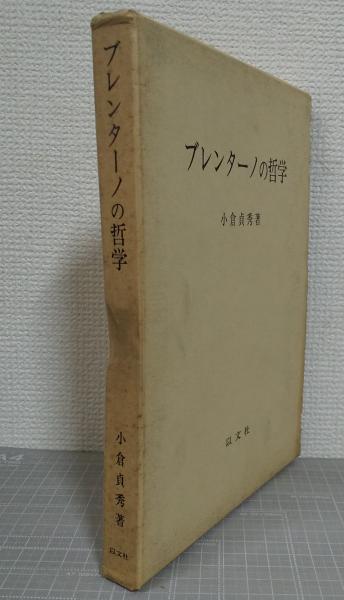 ブレンターノの哲学
小倉貞秀著
以文社
ブレンターノの哲学
小倉貞秀著
以文社
A4